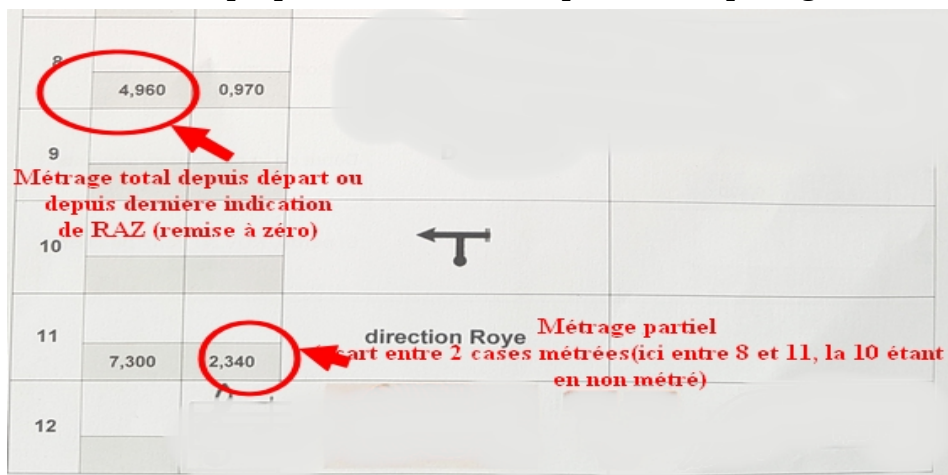 8
4,960 0,970
9
Métrage total depuis départ ou
depuis derniere indication
de RAZ (remise à zéro)
10
11
direction Roye
Métrage partiel
cart entre 2 cases métrées(ici entre 8 et 11, la 10 étant
en non métré)
7,300 2,340
12